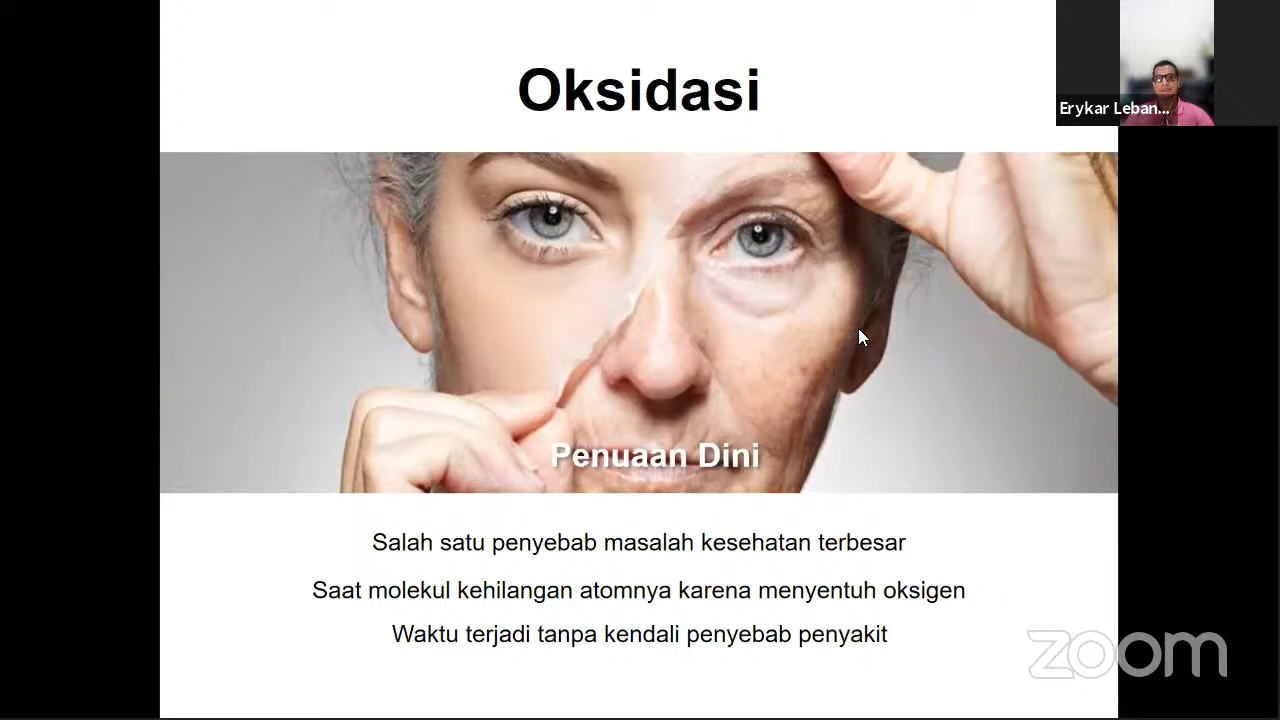 Oksidasi
Erykar Leban...
Penuaan Dini
Salah satu penyebab masalah kesehatan terbesar
Saat molekul kehilangan atomnya karena menyentuh oksigen
Waktu terjadi tanpa kendali penyebab penyakit
zoom